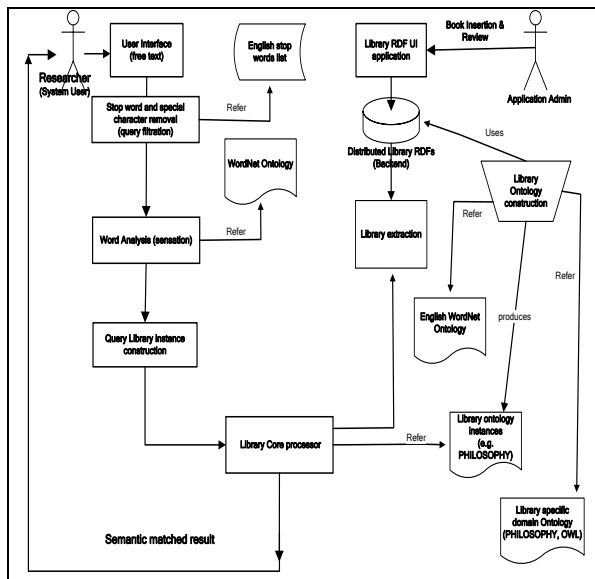 Book Insertion &
Review
User Interface
(free text)
English stop
words list
Library RDF UI
application
Researcher
(System User)
Application Admin
Stop word and special
character removal
(query filtration)
Refer
Uses
Distributed Library RDFs
(Backend)
WordNet Ontology
Library
Ontology
construction
Word Analysis (sensation)
Refer
Library extraction
Refer
Refer
English WordNet
Ontology
produces
Query Library instance
construction
Library Core processor
Refer
Library ontology
instances
(e.g.
PHILOSOPHY)
Library specific
domain Ontology
(PHILOSOPHY, OWL)
Semantic matched result